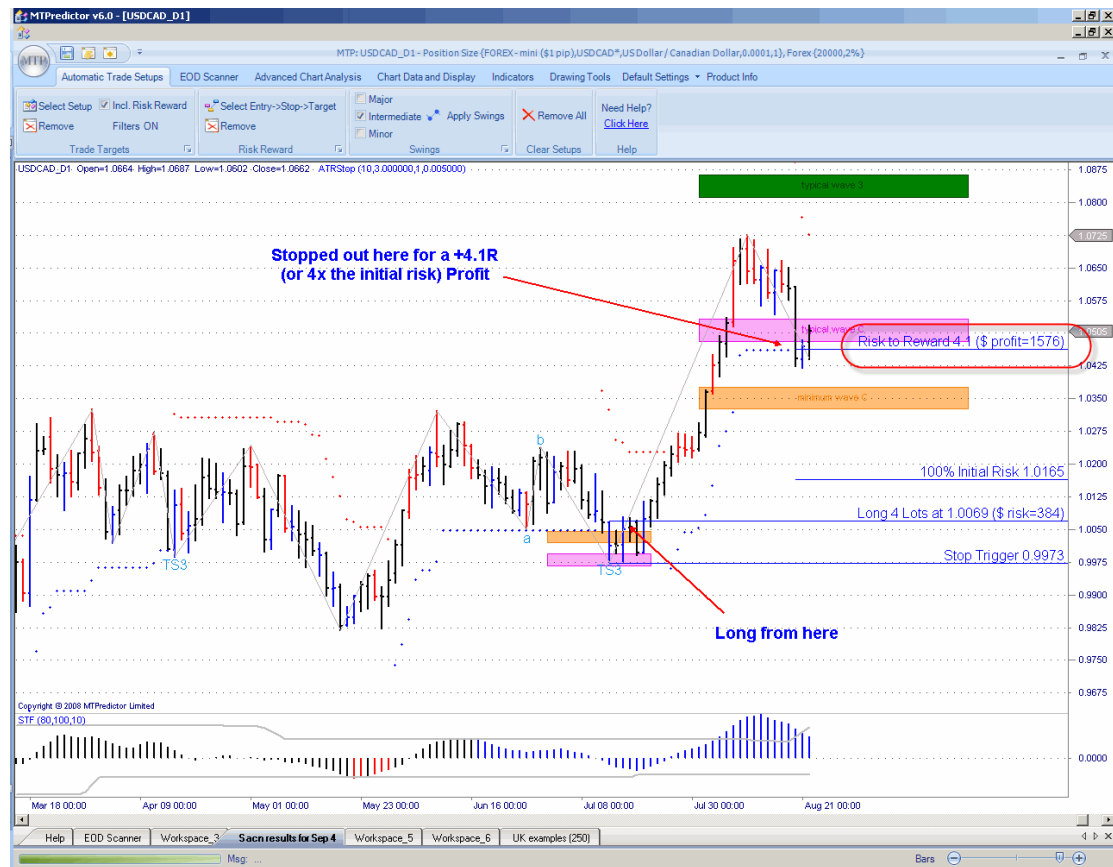 MTPredictor v6.0 - [USDCAD_D1]
MTP: USDCAD_D1 - Position Size {FOREX- mini ($1 pip),USDCAD*,US Dollar / Canadian Dollar,0.0001,1}, Forex {20000,2%}
MTP
Automatic Trade Setups EOD Scanner Advanced Chart Analysis Chart Data and Display Indicators Drawing Tools Default Settings Product Info
Select Setup Incl. Risk Reward
Remove Filters ON
Trade Targets
Select Entry->Stop->Target
Remove
Risk Reward
Major
Intermediate Apply Swings
Minor
Swings
Remove All
Clear Setups
Need Help?
Click Here
Help
USDCAD_D1 Open=1.0664 High=1.0687 Low=1.0602 Close=1.0662 ATRStop (10,3.000000,1,0.005000)
typical wave 3
Stopped out here for a +4.1R
(or 4x the initial risk) Profit
typical wave C
Risk to Reward 4.1 ($ profit=1576)
minimum wave C
100% Initial Risk 1.0165
Long 4 Lots at 1.0069 ($ risk=384)
Stop Trigger 0.9973
b
a
TS3
TS3
Long from here
1.0875
1.0800
1.0725
1.0650
1.0575
1.0505
1.0425
1.0350
1.0275
1.0200
1.0125
1.0050
0.9975
0.9900
0.9825
0.9750
0.9675
Copyright @ 2008 MTPredictor Limited
STF (80,100,10)
0.0000
Mar 18 00:00 Apr 09 00:00 May 01 00:00 May 23 00:00 Jun 16 00:00 Jul 08 00:00 Jul 30 00:00 Aug 21 00:00
Help EOD Scanner Workspace_3 Sacn results for Sep 4 Workspace_5 Workspace_6 UK examples (250)
Msg: ...
Bars